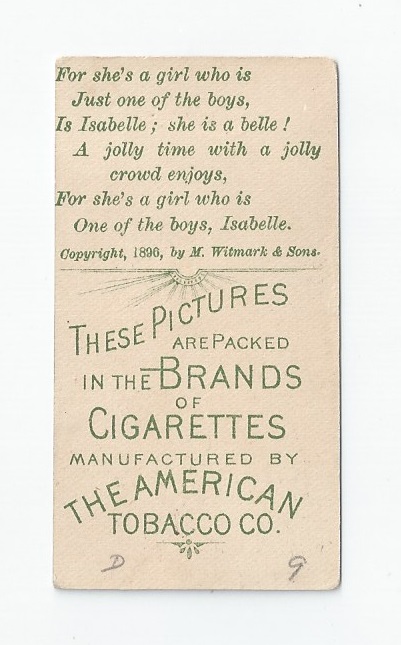 For she's a girl who is
Just one of the boys,
Is Isabelle; she is a belle!
A jolly time with a jolly
crowd enjoys,
For she's a girl who is
One of the boys, Isabelle.
Copyright, 1896, by M. Witmark & Sons.
THESE PICTURES
ARE PACKED
IN THE BRANDS
OF
CIGARETTES
MANUFACTURED BY
THE AMERICAN
TOBACCO CO.
D 9